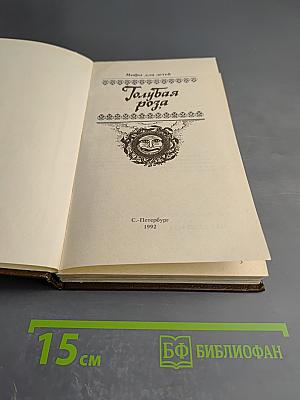 Мифы для детей
Голубая
роза
С.-Петербург
1992
15 см
БФ БИБЛИОФАН